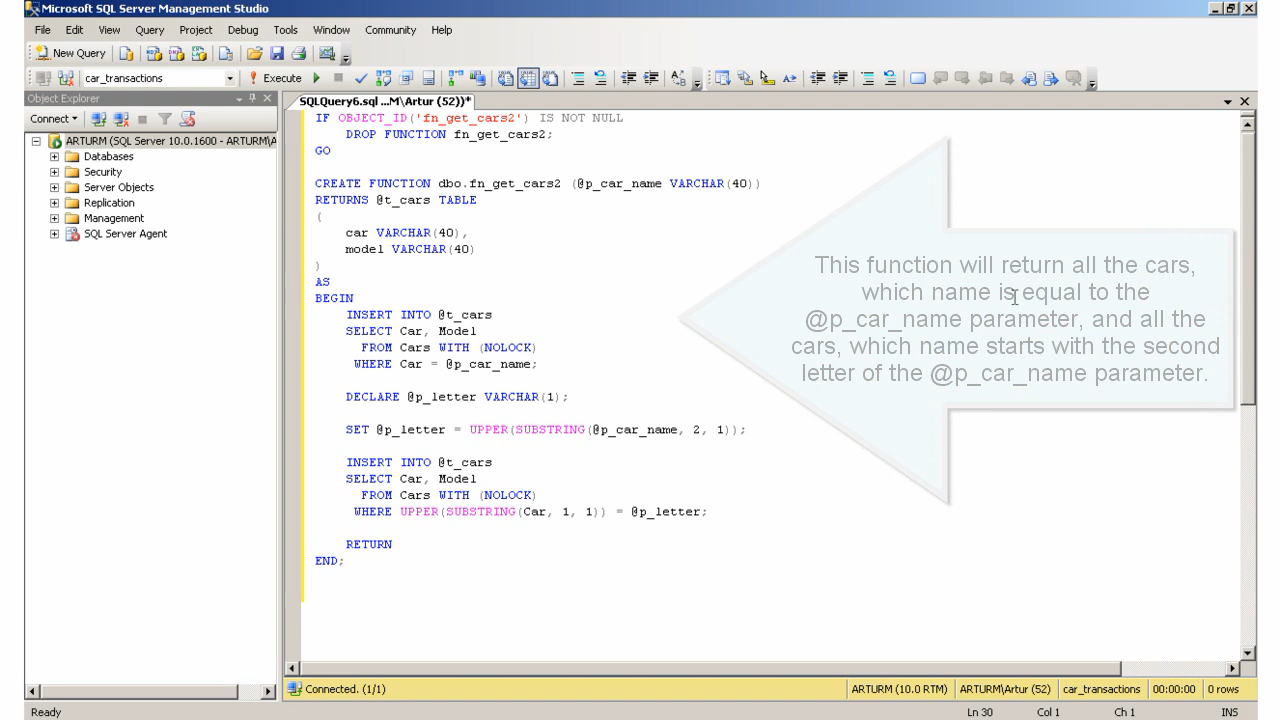 Microsoft SQL Server Management Studio
File Edit View Query Project Debug Tools Window Community Help
New Query
car_transactions Execute
Object Explorer
Connect
ARTURM (SQL Server 10.0.1600 - ARTURM\A
Databases
Security
Server Objects
Replication
Management
SQL Server Agent
SQLQuery6.sql ...M\Artur (52))*
IF OBJECT_ID('fn_get_cars2') IS NOT NULL
DROP FUNCTION fn_get_cars2;
GO
CREATE FUNCTION dbo.fn_get_cars2 (@p_car_name VARCHAR(40))
RETURNS @t_cars TABLE
(
car VARCHAR(40),
model VARCHAR(40)
)
AS
BEGIN
INSERT INTO @t_cars
SELECT Car, Model
FROM Cars WITH (NOLOCK)
WHERE Car = @p_car_name;
DECLARE @p_letter VARCHAR(1);
SET @p_letter = UPPER(SUBSTRING(@p_car_name, 2, 1));
INSERT INTO @t_cars
SELECT Car, Model
FROM Cars WITH (NOLOCK)
WHERE UPPER(SUBSTRING(Car, 1, 1)) = @p_letter;
RETURN
END;
This function will return all the cars,
which name is equal to the
@p_car_name parameter, and all the
cars, which name starts with the second
letter of the @p_car_name parameter.
Connected. (1/1) ARTURM (10.0 RTM) ARTURM\Artur (52) car_transactions 00:00:00 0 rows
Ready Ln 30 Col 1 Ch 1 INS